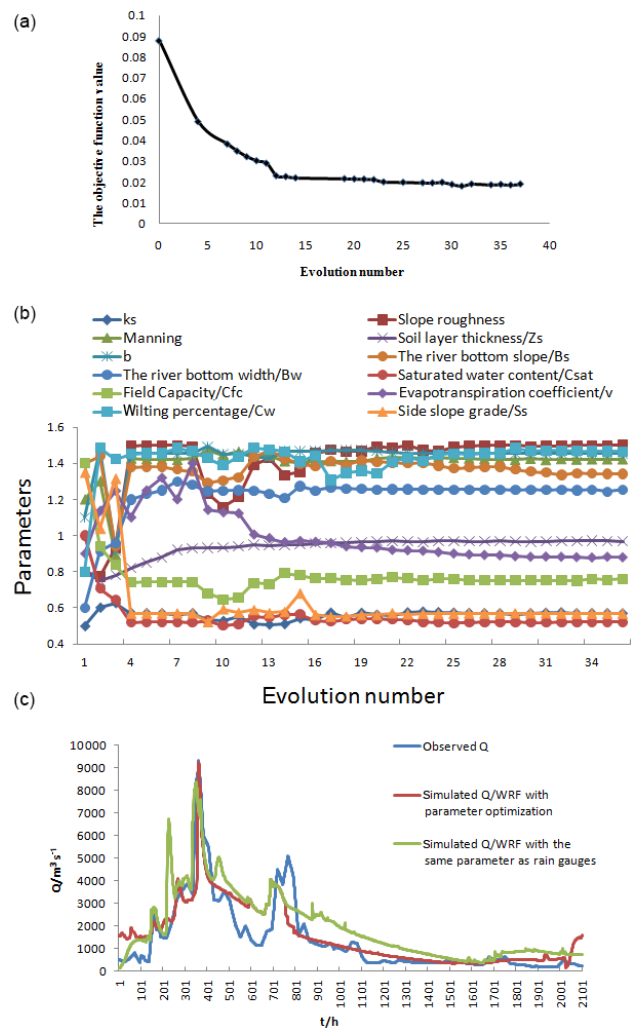 (a)
The objective function value
0.1
0.09
0.08
0.07
0.06
0.05
0.04
0.03
0.02
0.01
0
0 5 10 15 20 25 30 35 40
Evolution number
(b)
ks
Slope roughness
Manning
Soil layer thickness/Zs
b
The river bottom slope/Bs
The river bottom width/Bw
Saturated water content/Csat
Field Capacity/Cfc
Evapotranspiration coefficient/v
Wilting percentage/Cw
Side slope grade/Ss
Parameters
1.6
1.4
1.2
1
0.8
0.6
0.4
1 4 7 10 13 16 19 22 25 28 31 34
Evolution number
(c)
Q/m³ s⁻¹
10000
9000
8000
7000
6000
5000
4000
3000
2000
1000
0
Observed Q
Simulated Q/WRF with
parameter optimization
Simulated Q/WRF with the
same parameter as rain gauges
1 101 201 301 401 501 601 701 801 901 1001 1101 1201 1301 1401 1501 1601 1701 1801 1901 2001 2101
t/h